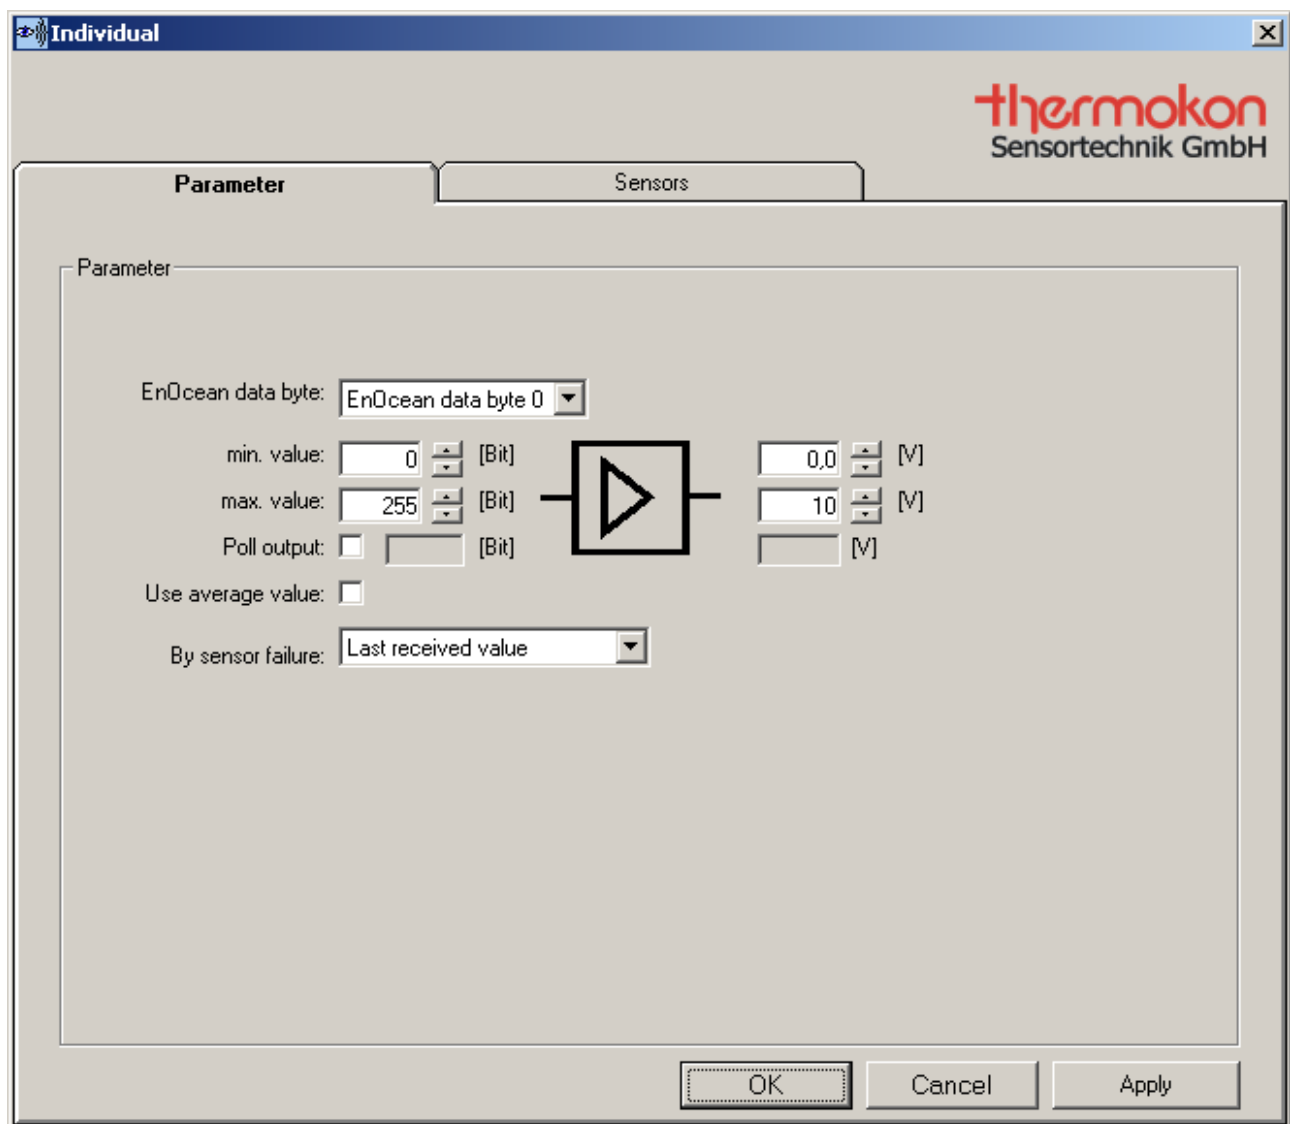 Individual
thermokon
Sensortechnik GmbH
Parameter Sensors
Parameter
EnOcean data byte: EnOcean data byte 0
min. value: 0 [Bit] 0,0 [V]
max. value: 255 [Bit] 10 [V]
Poll output: [Bit] [V]
Use average value:
By sensor failure: Last received value
OK Cancel Apply